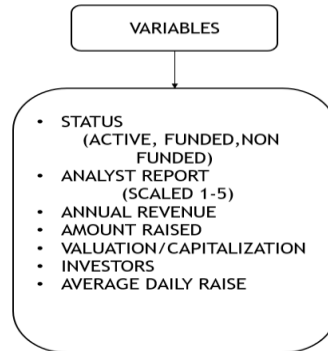 VARIABLES
• STATUS
(ACTIVE, FUNDED,NON
FUNDED)
• ANALYST REPORT
(SCALED 1-5)
• ANNUAL REVENUE
• AMOUNT RAISED
• VALUATION/CAPITALIZATION
• INVESTORS
• AVERAGE DAILY RAISE